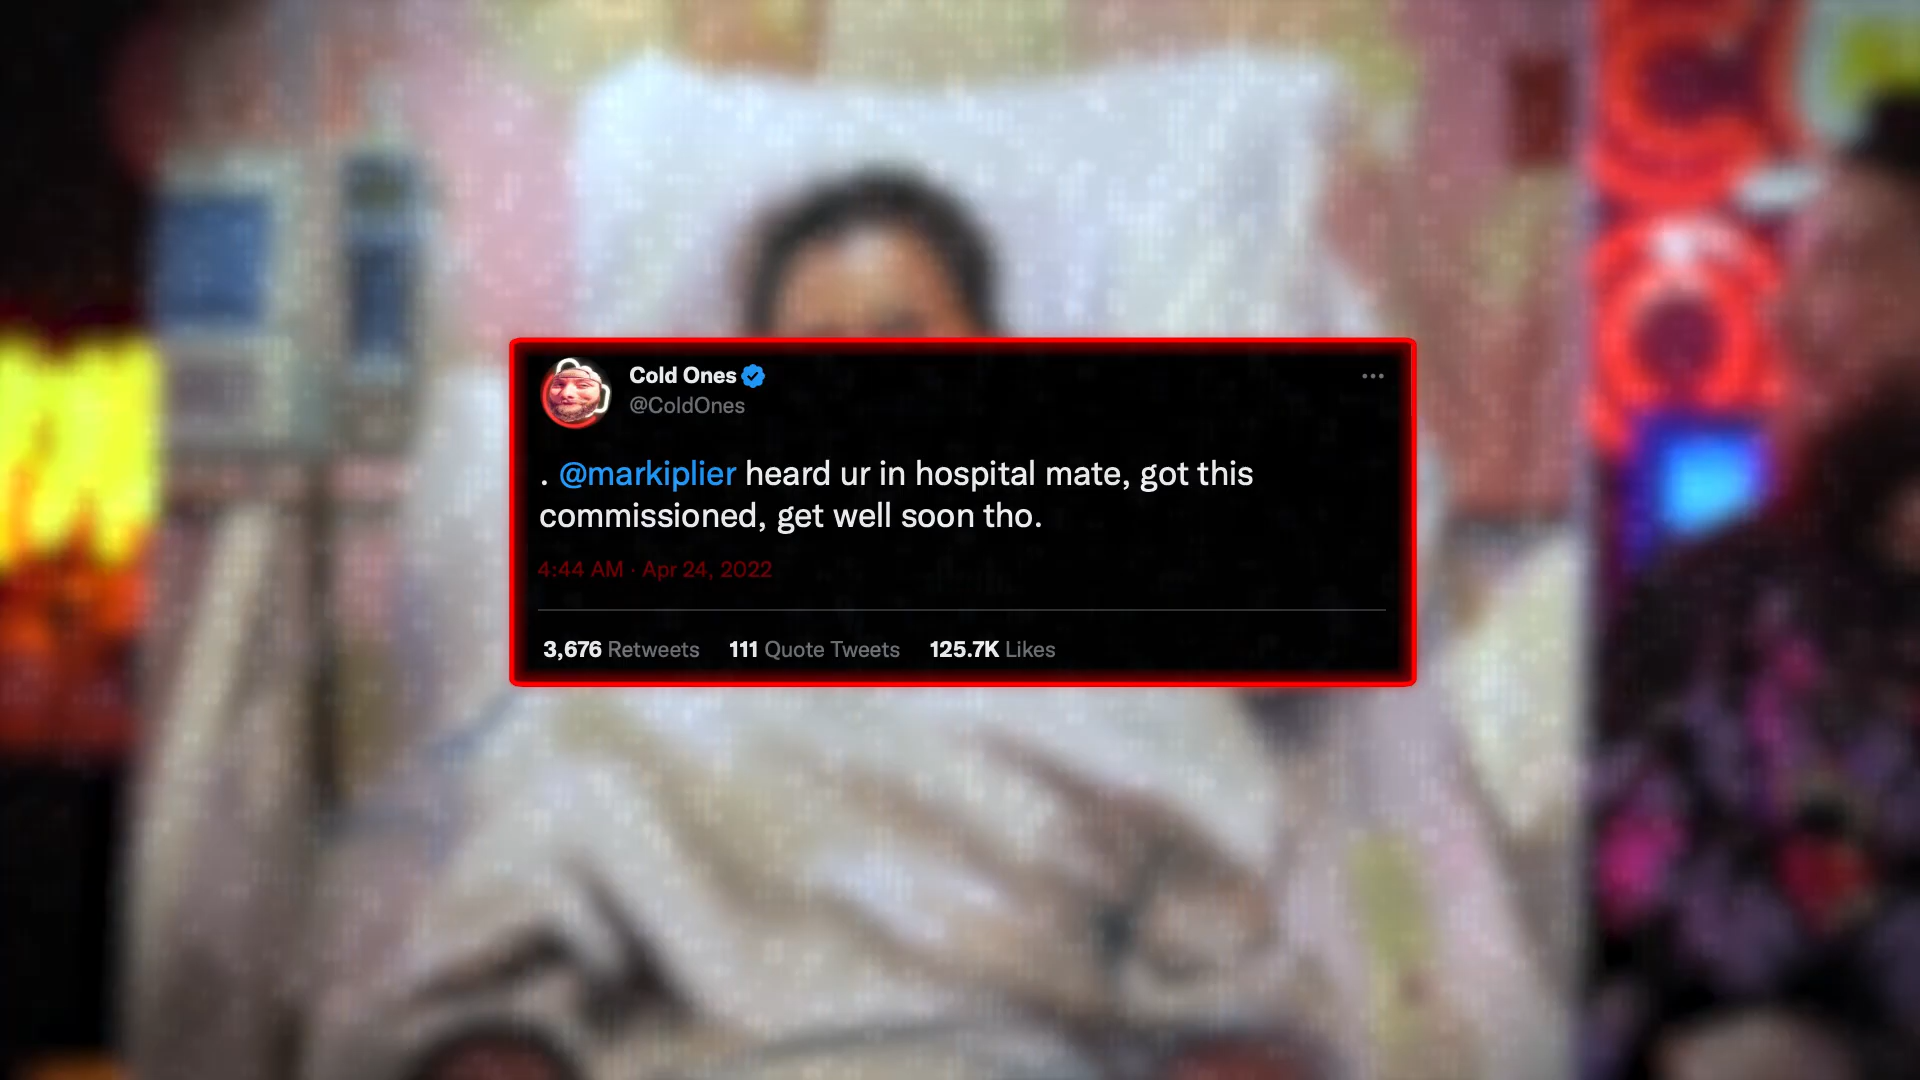 Cold Ones
@ColdOnes
. @markiplier heard ur in hospital mate, got this
commissioned, get well soon tho.
4:44 AM · Apr 24, 2022
3,676 Retweets 111 Quote Tweets 125.7K Likes